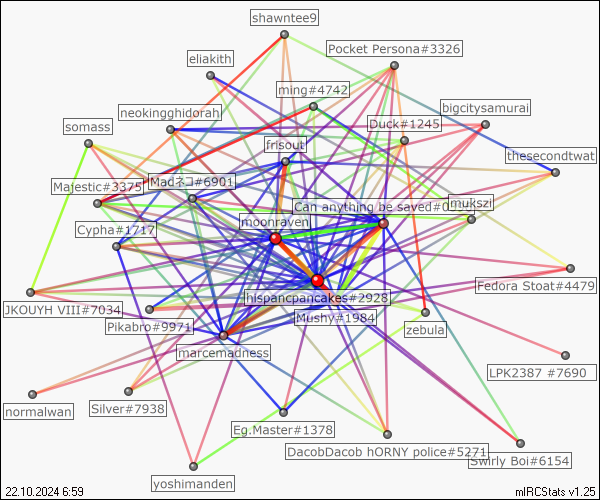 shawntee9
Pocket Persona#3326
eliakith
ming#4742
bigcitysamurai
neokingghidorah
Duck#1245
somass
frisout
thesecondtwat
Majestic#3375
Madネコ#6901
Can anything be saved#0
mukszi
moonraven
Cypha#1717
Fedora Stoat#4479
hispancpancakes#2928
JKOUYH VIII#7034
Mushy#1984
Pikabro#9971
zebula
marcemadness
LPK2387 #7690
normalwan
Silver#7938
Eg.Master#1378
DacobDacob hORNY police#5271
Swirly Boi#6154
yoshimanden
22.10.2024 6:59
mIRCStats v1.25